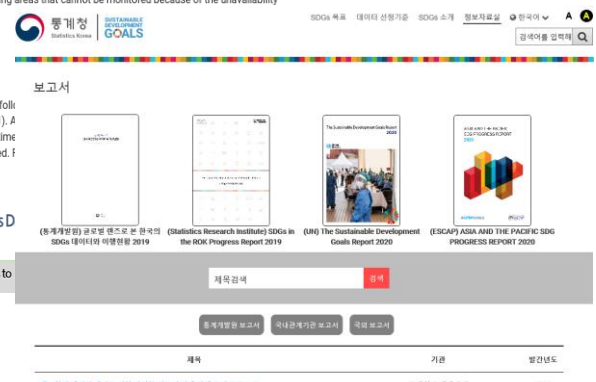 ing areas that cannot be monitored because of the unavailability
통계청
Statistics Korea
SUSTAINABLE
DEVELOPMENT
GOALS
SDGs 목표 데이터 선정기준 SDGs 소개 정보자료실 한국어 A A
검색어를 입력해
보고서
follo
). A
time
ed. F
sD
to
The Sustainable Development Goals Report
2020
ASIA AND THE PACIFIC
SDG PROGRESS REPORT
2020
(통계개발원) 글로벌 렌즈로 본 한국의
SDGs 데이터와 이행현황 2019
(Statistics Research Institute) SDGs in
the ROK Progress Report 2019
(UN) The Sustainable Development
Goals Report 2020
(ESCAP) ASIA AND THE PACIFIC SDG
PROGRESS REPORT 2020
제목검색 검색
통계개발원 보고서 국내관계기관 보고서 국외 보고서
제목 기관 발간년도